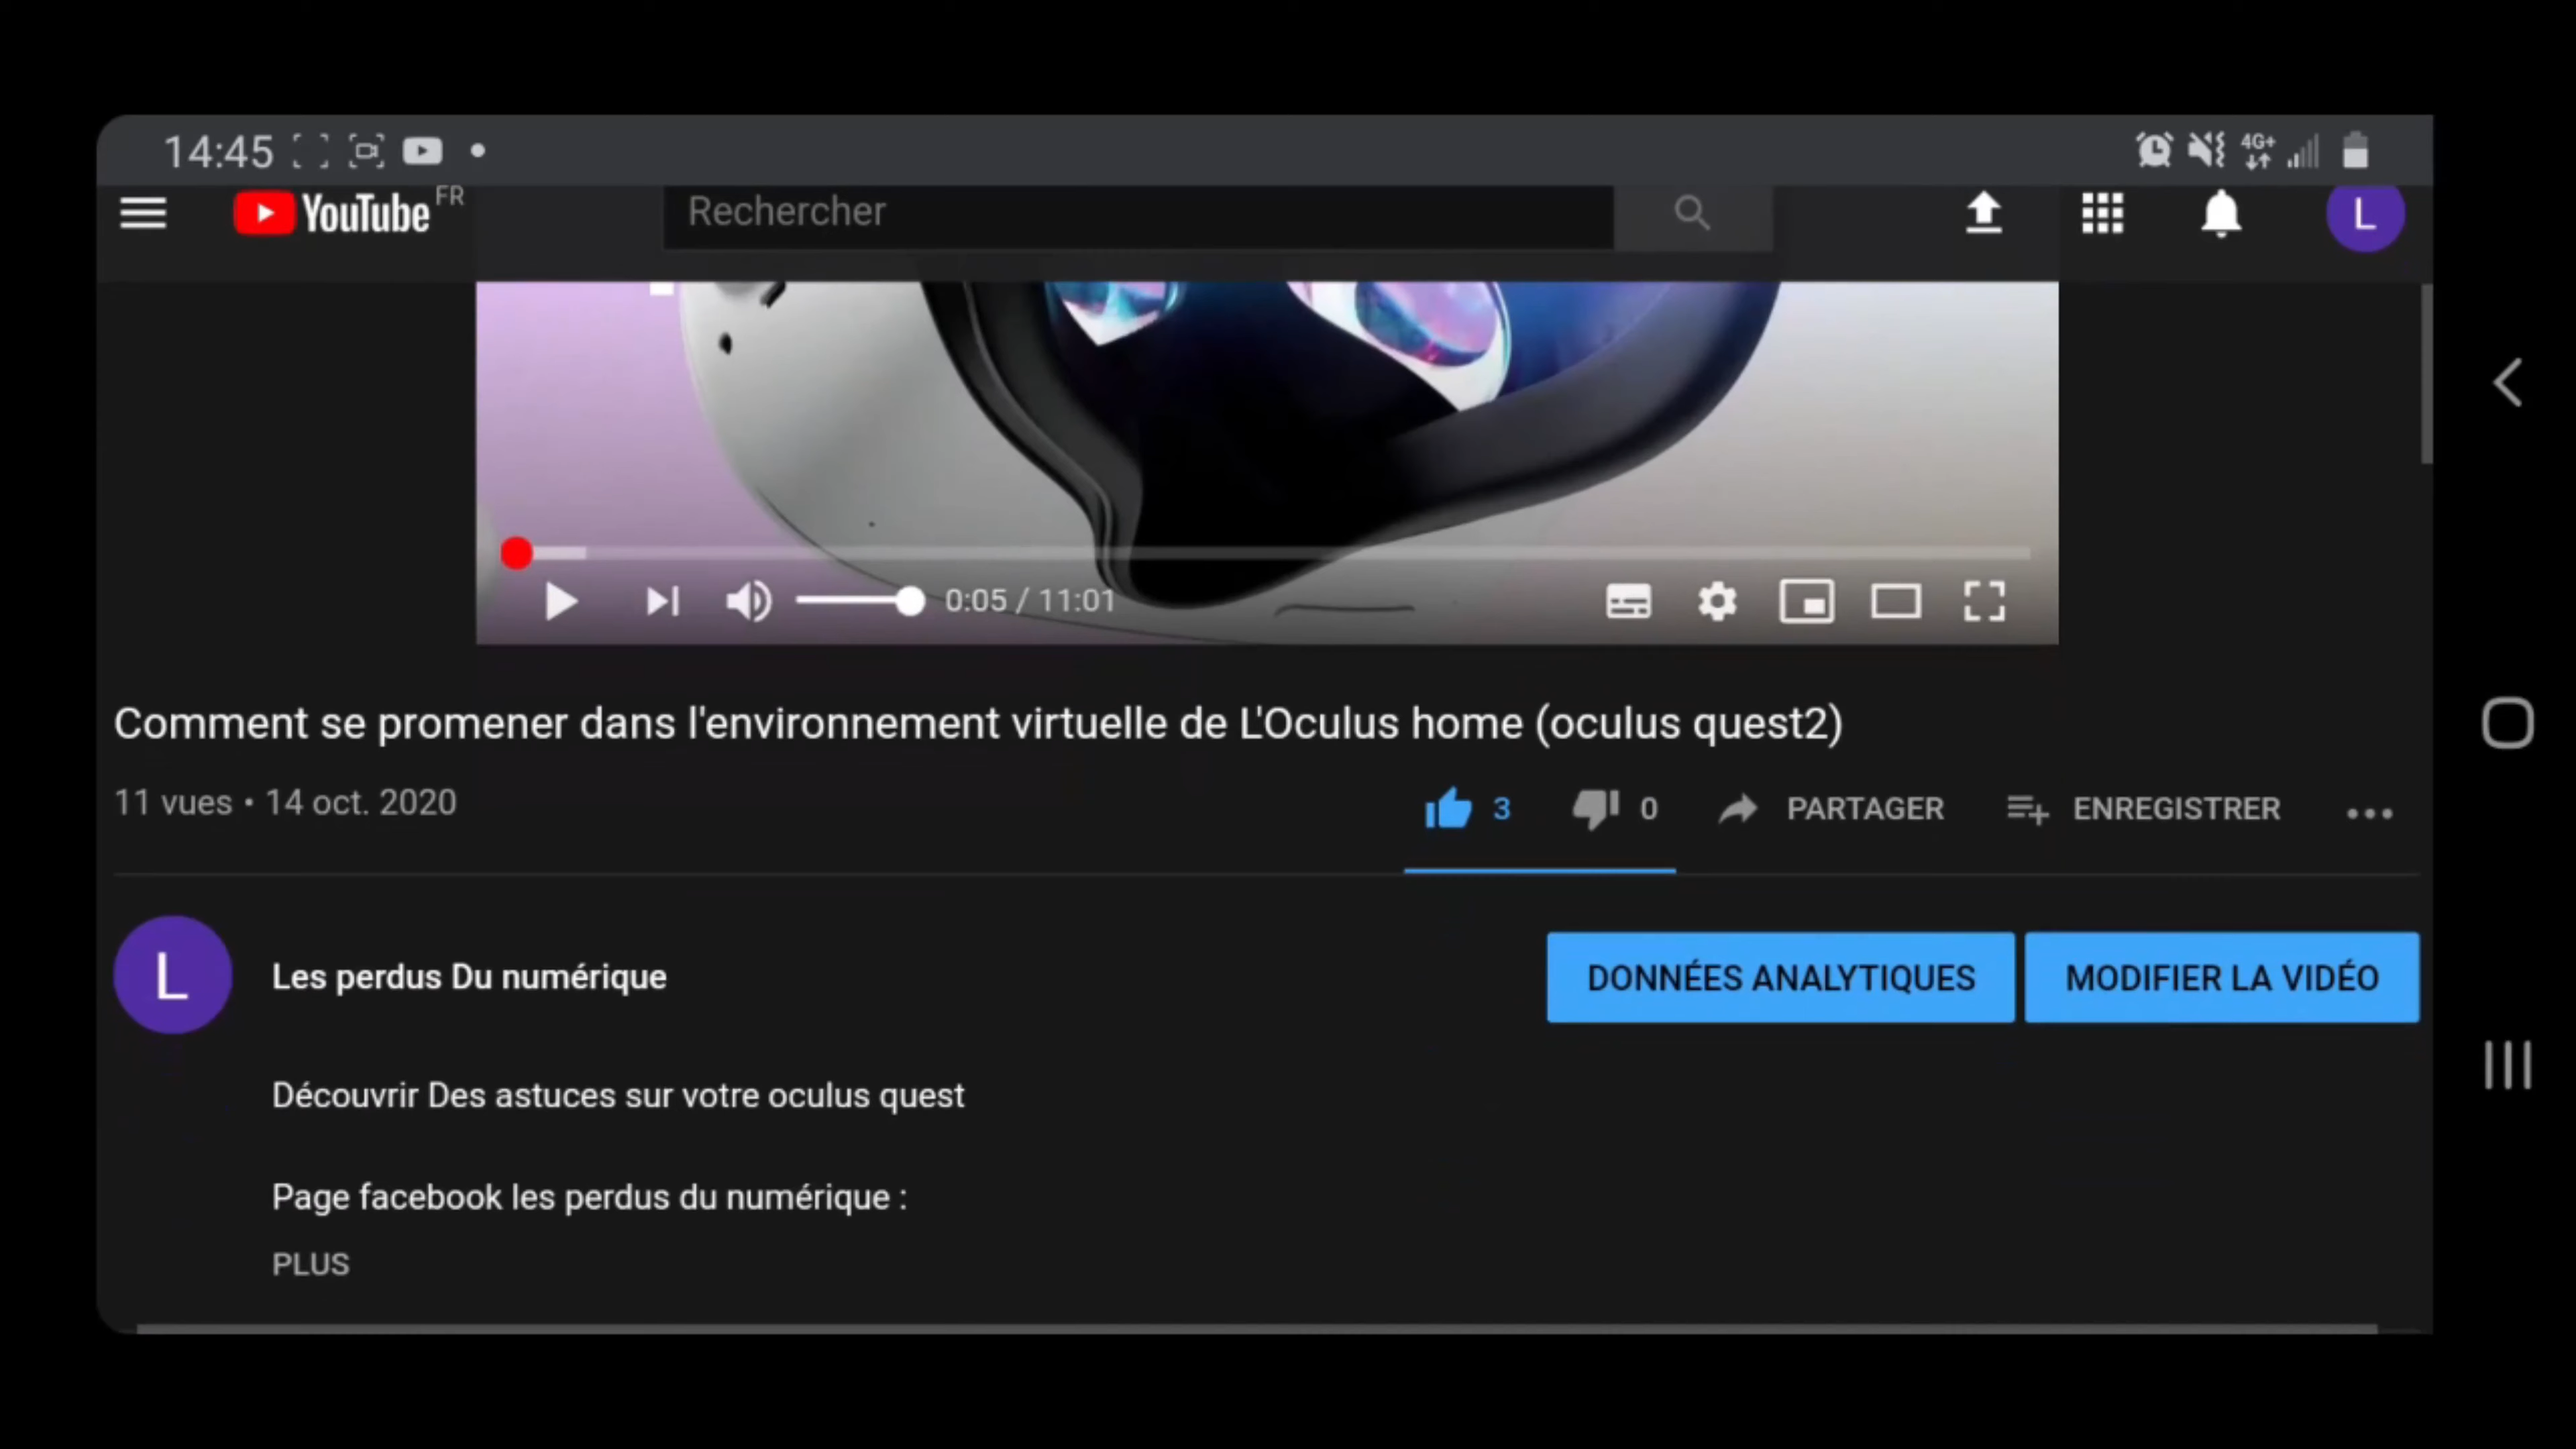 14:45
4G+
YouTube FR
Rechercher
L
0:05 / 11:01
Comment se promener dans l'environnement virtuelle de L'Oculus home (oculus quest2)
11 vues • 14 oct. 2020
3
0
PARTAGER
ENREGISTRER
L
Les perdus Du numérique
DONNÉES ANALYTIQUES
MODIFIER LA VIDÉO
Découvrir Des astuces sur votre oculus quest
Page facebook les perdus du numérique :
PLUS